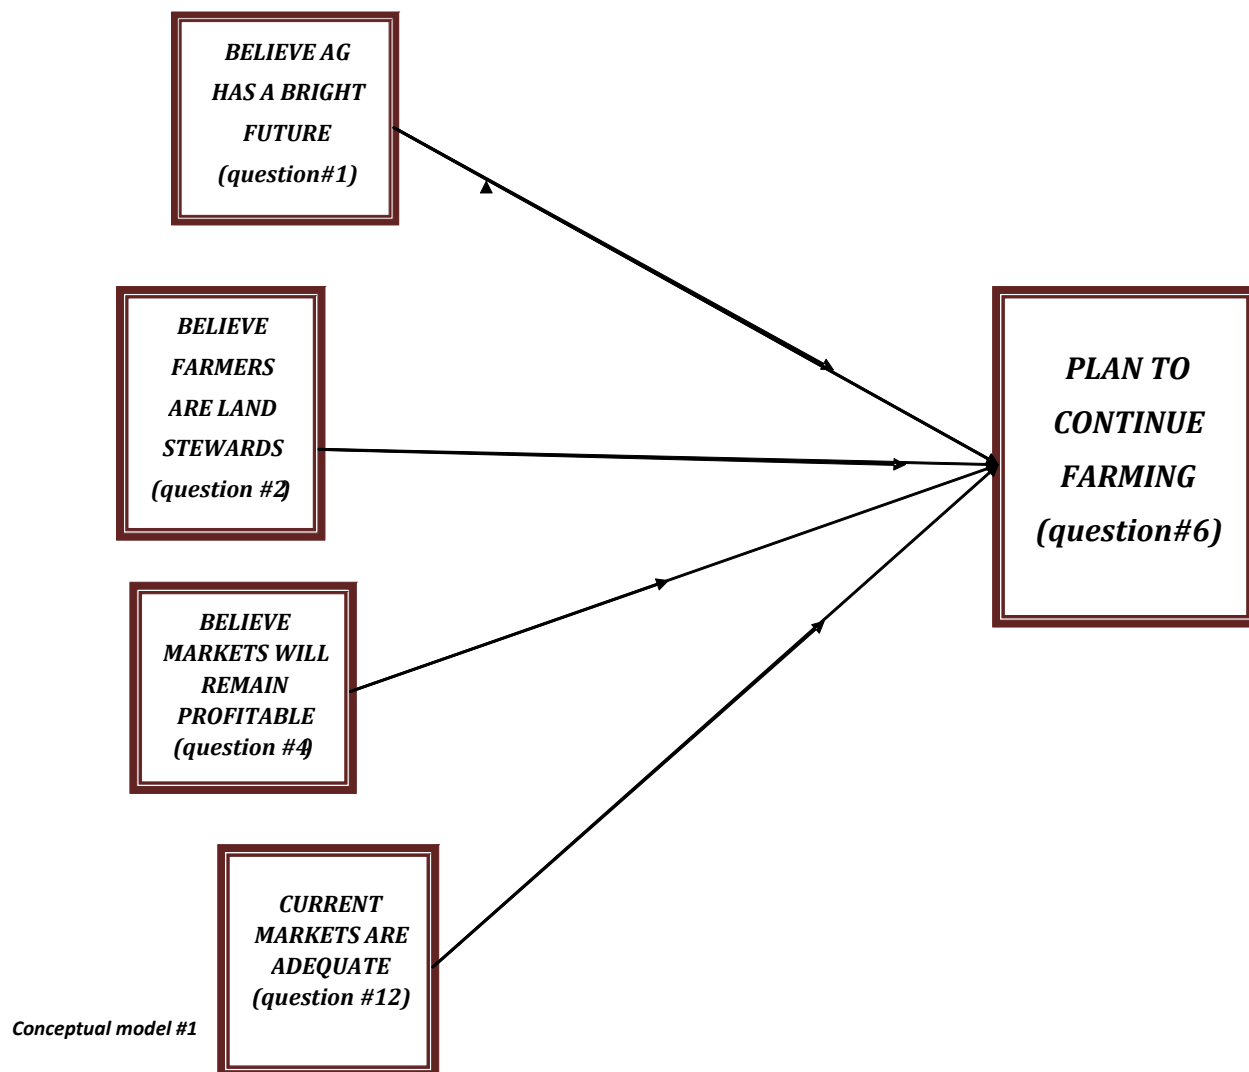 BELIEVE AG
HAS A BRIGHT
FUTURE
(question#1)
BELIEVE
FARMERS
ARE LAND
STEWARDS
(question #2)
BELIEVE
MARKETS WILL
REMAIN
PROFITABLE
(question #4)
CURRENT
MARKETS ARE
ADEQUATE
(question #12)
PLAN TO
CONTINUE
FARMING
(question#6)
Conceptual model #1